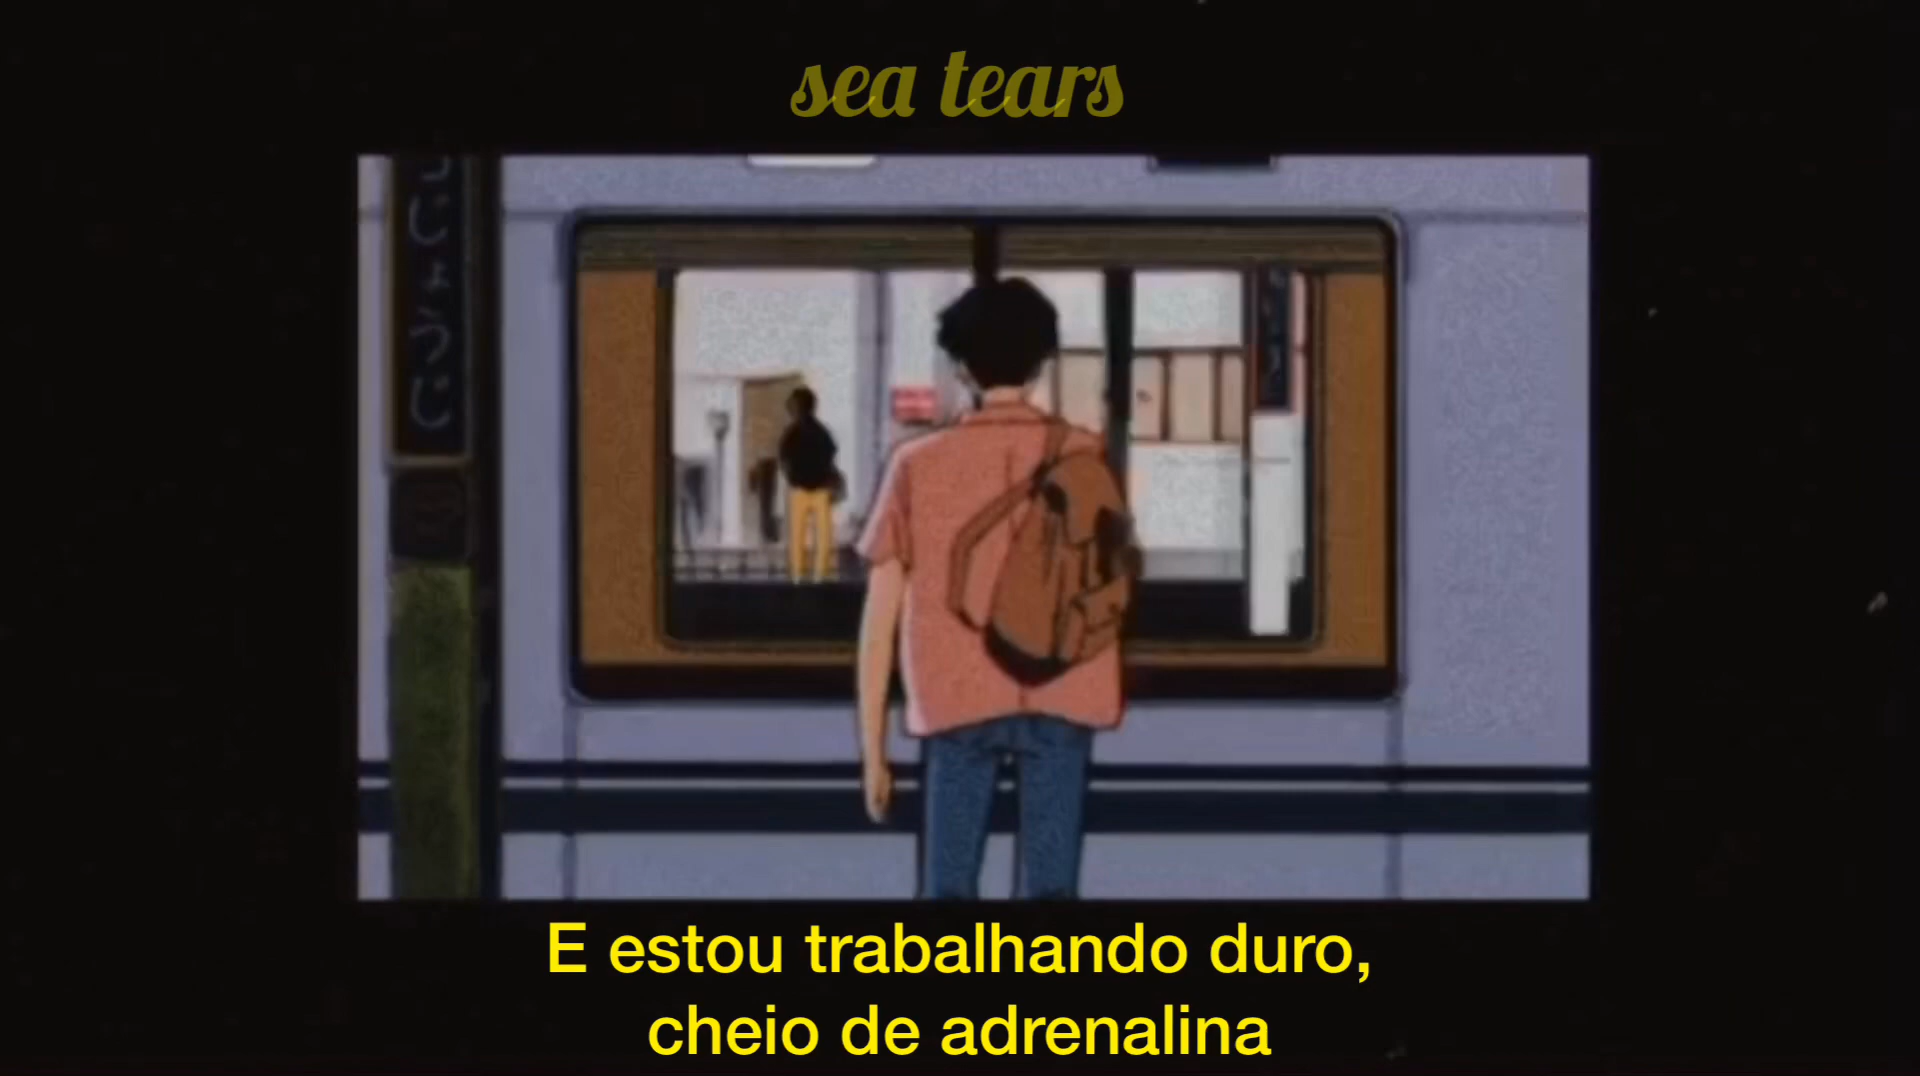 sea tears
E estou trabalhando duro,
cheio de adrenalina